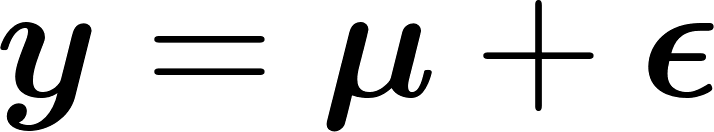 y = μ + ϵ